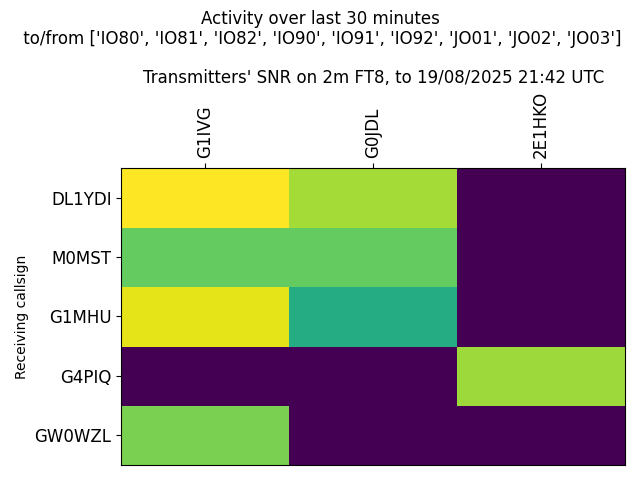 Activity over last 30 minutes
to/from ['IO80', 'IO81', 'IO82', 'IO90', 'IO91', 'IO92', 'JO01', 'JO02', 'JO03']
Transmitters' SNR on 2m FT8, to 19/08/2025 21:42 UTC
G1IVG
G0JDL
2E1HKO
Receiving callsign
DL1YDI
M0MST
G1MHU
G4PIQ
GW0WZL